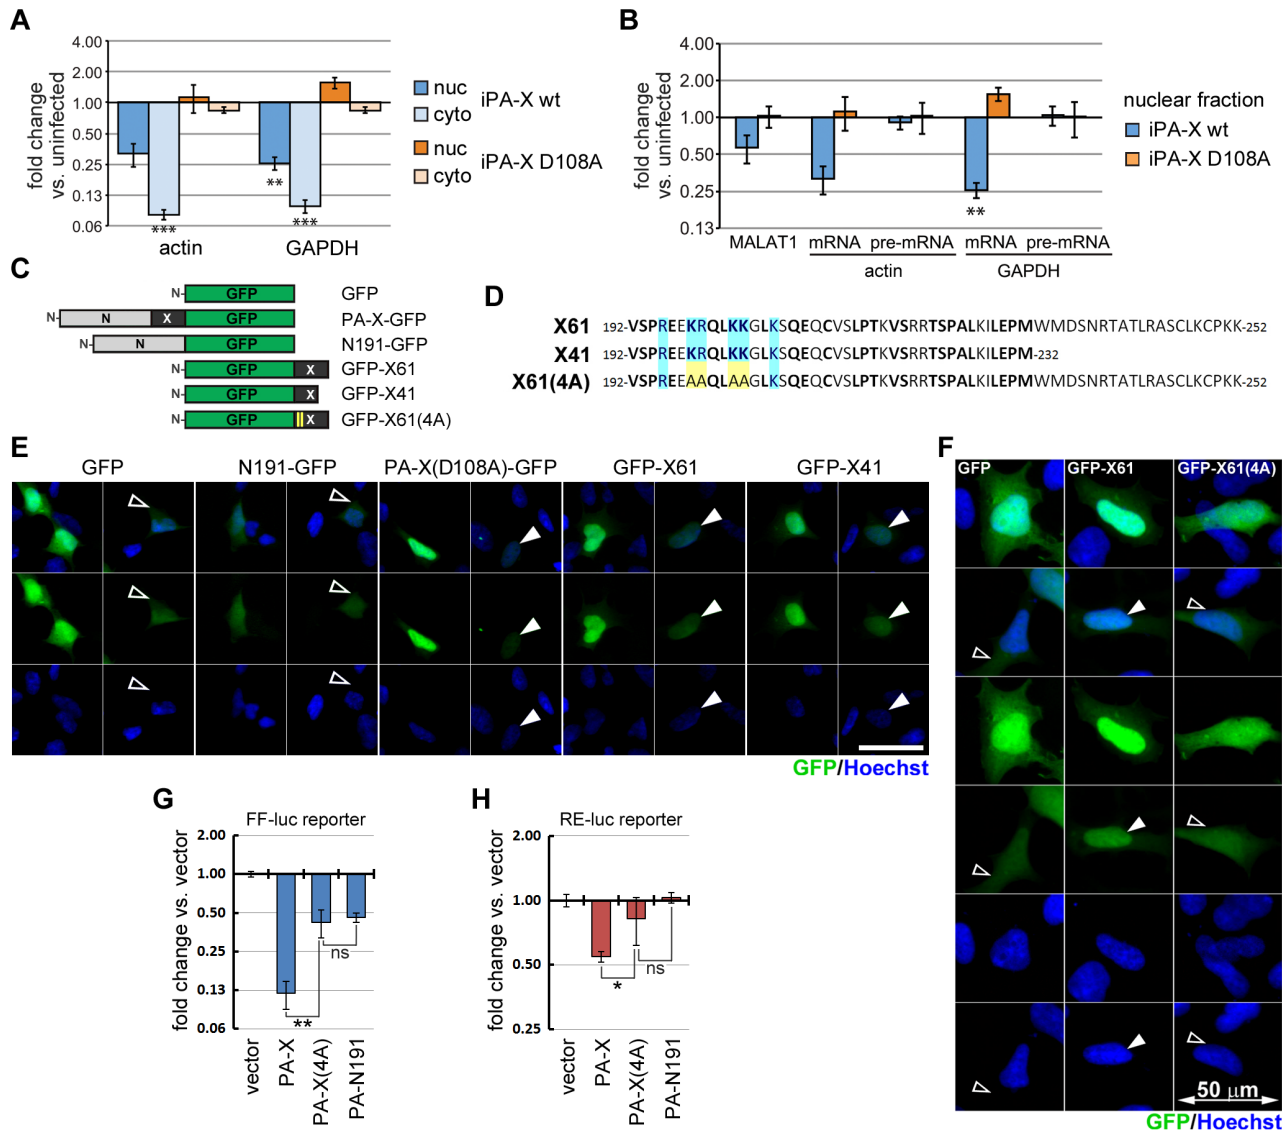 A
4.00
2.00
1.00
0.50
0.25
0.13
0.06
fold change
vs. uninfected
**
***
***
actin
GAPDH
nuc
cyto
iPA-X wt
nuc
cyto
iPA-X D108A
B
4.00
2.00
1.00
0.50
0.25
0.13
fold change
vs. uninfected
**
MALAT1
mRNA
pre-mRNA
mRNA
pre-mRNA
actin
GAPDH
nuclear fraction
iPA-X wt
iPA-X D108A
C
N- GFP GFP
N- N X GFP PA-X-GFP
N- N GFP N191-GFP
N- GFP X GFP-X61
N- GFP X GFP-X41
N- GFP X GFP-X61(4A)
D
X61 192-VSPREEKRQLKKGLKSQEQCVSLPTKVSRRTSPALKILEPMWMDSNRTATLRASCLKCPKK-252
X41 192-VSPREEKRQLKKGLKSQEQCVSLPTKVSRRTSPALKILEPM-232
X61(4A) 192-VSPREEAAQLAAGLKSQEQCVSLPTKVSRRTSPALKILEPMWMDSNRTATLRASCLKCPKK-252
E
GFP
N191-GFP
PA-X(D108A)-GFP
GFP-X61
GFP-X41
GFP/Hoechst
F
GFP
GFP-X61
GFP-X61(4A)
50 μm
GFP/Hoechst
G
FF-luc reporter
2.00
1.00
0.50
0.25
0.13
0.06
fold change vs. vector
ns
**
vector
PA-X
PA-X(4A)
PA-N191
H
RE-luc reporter
2.00
1.00
0.50
0.25
fold change vs. vector
ns
*
vector
PA-X
PA-X(4A)
PA-N191